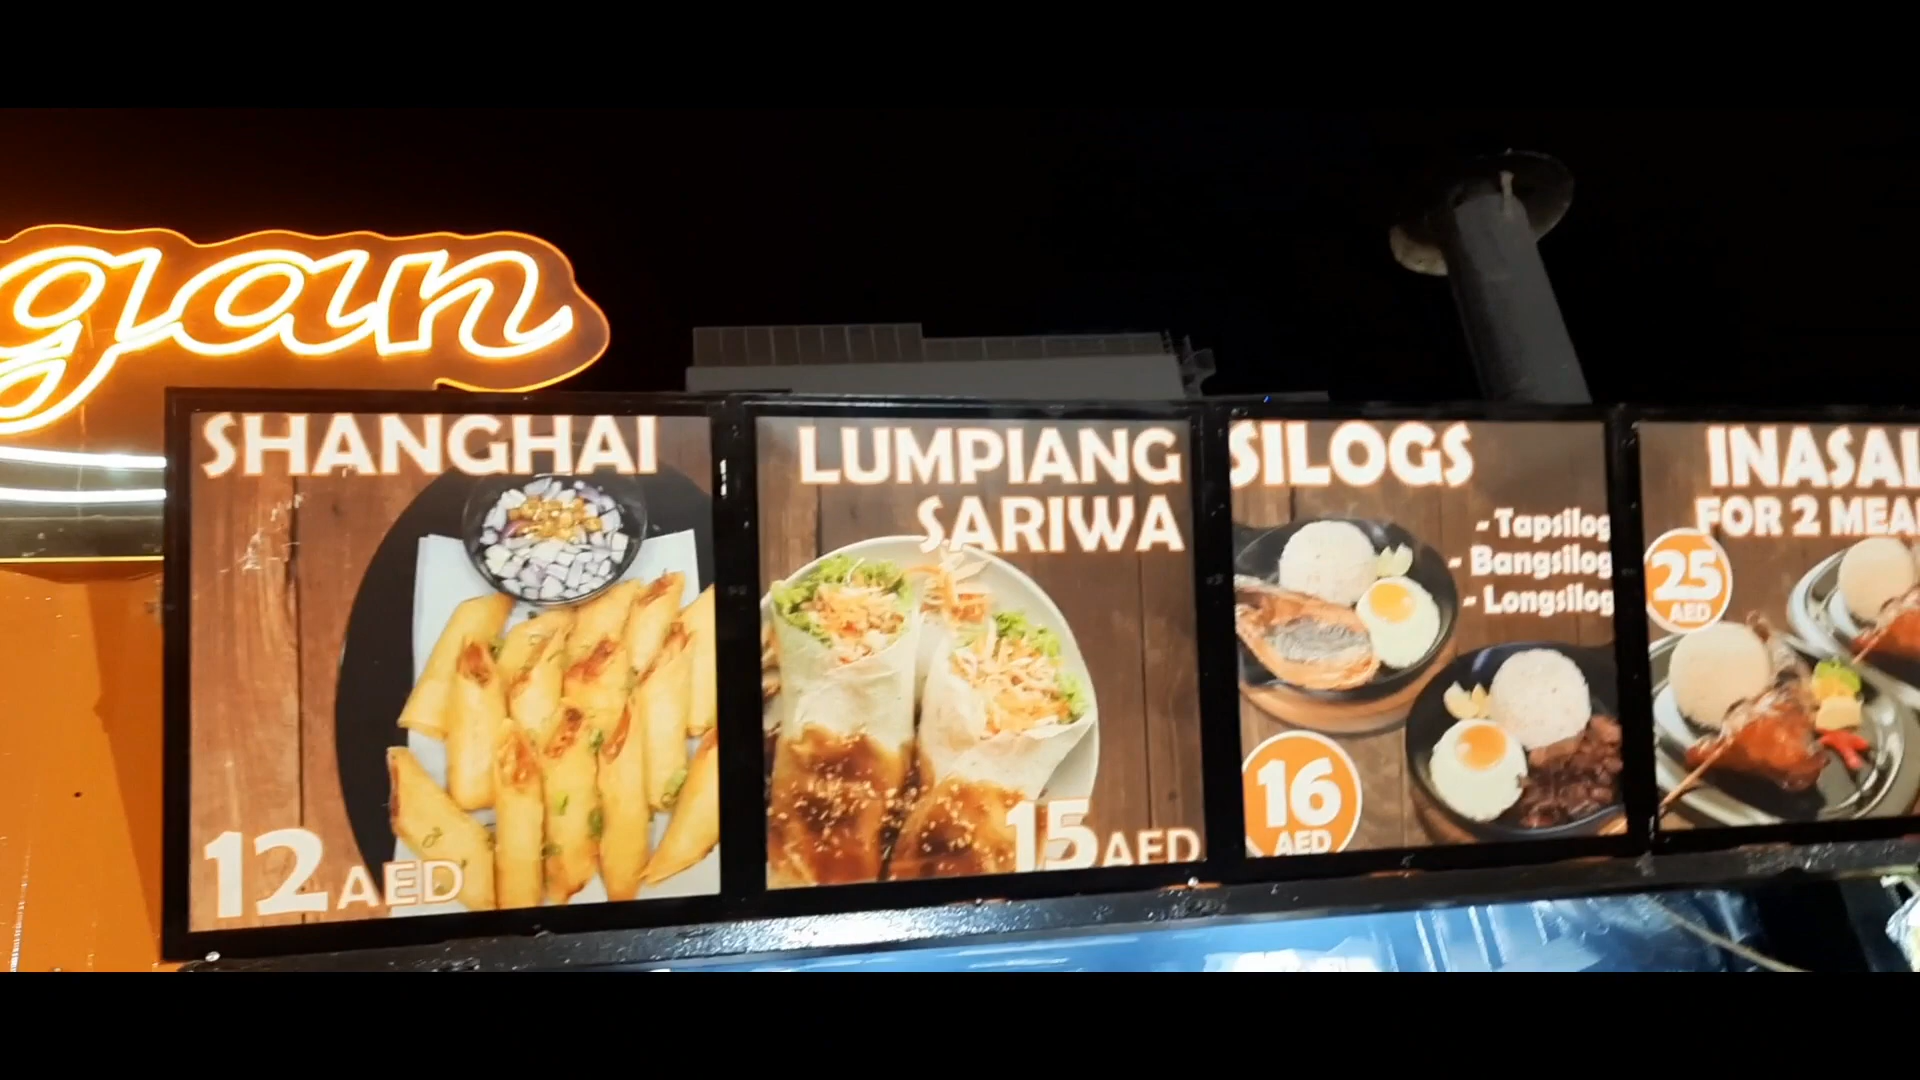 gan
SHANGHAI
12 AED
LUMPIANG
SARIWA
15 AED
SILOGS
- Tapsilog
- Bangsilog
- Longsilog
16
AED
INASAL
FOR 2 MEA
25
AED